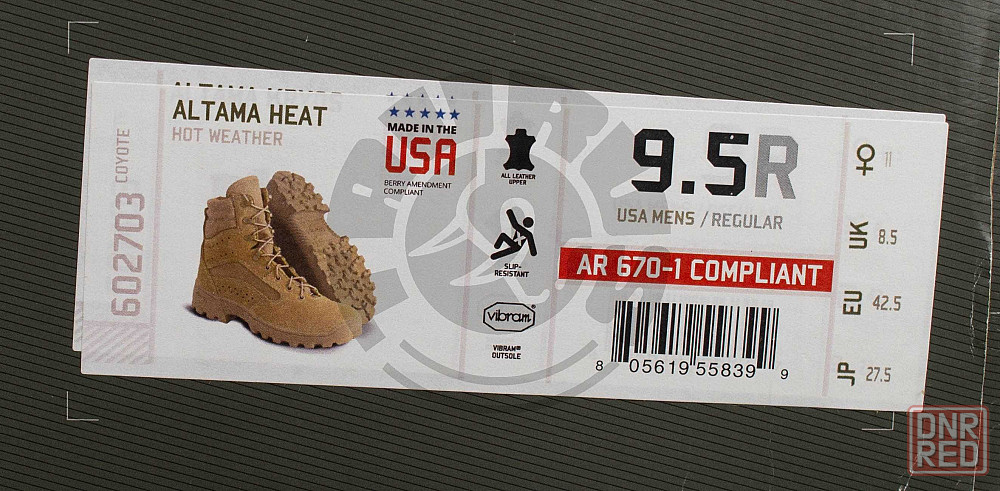 602703 COYOTE
ALTAMA HEAT
HOT WEATHER
MADE IN THE
USA
BERRY AMENDMENT
COMPLIANT
ALL LEATHER
UPPER
SLIP-
RESISTANT
vibram
VIBRAM®
OUTSOLE
9.5R
USA MENS / REGULAR
AR 670-1 COMPLIANT
8 05619 55839 9
♀ 11
UK 8.5
EU 42.5
JP 27.5
DNR
RED